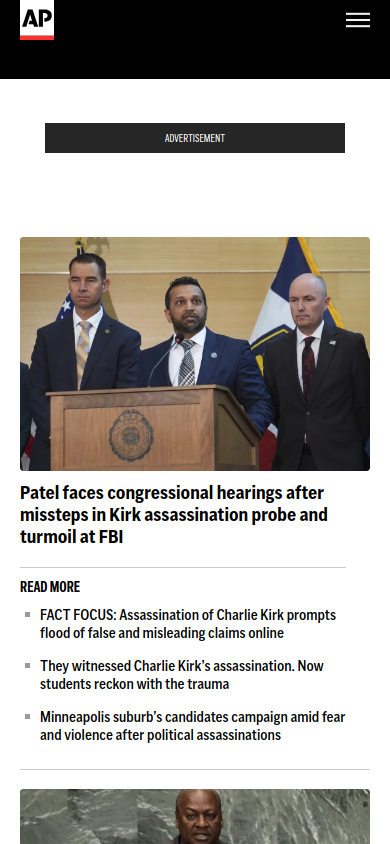 AP
ADVERTISEMENT
Patel faces congressional hearings after
missteps in Kirk assassination probe and
turmoil at FBI
READ MORE
FACT FOCUS: Assassination of Charlie Kirk prompts
flood of false and misleading claims online
They witnessed Charlie Kirk’s assassination. Now
students reckon with the trauma
Minneapolis suburb’s candidates campaign amid fear
and violence after political assassinations